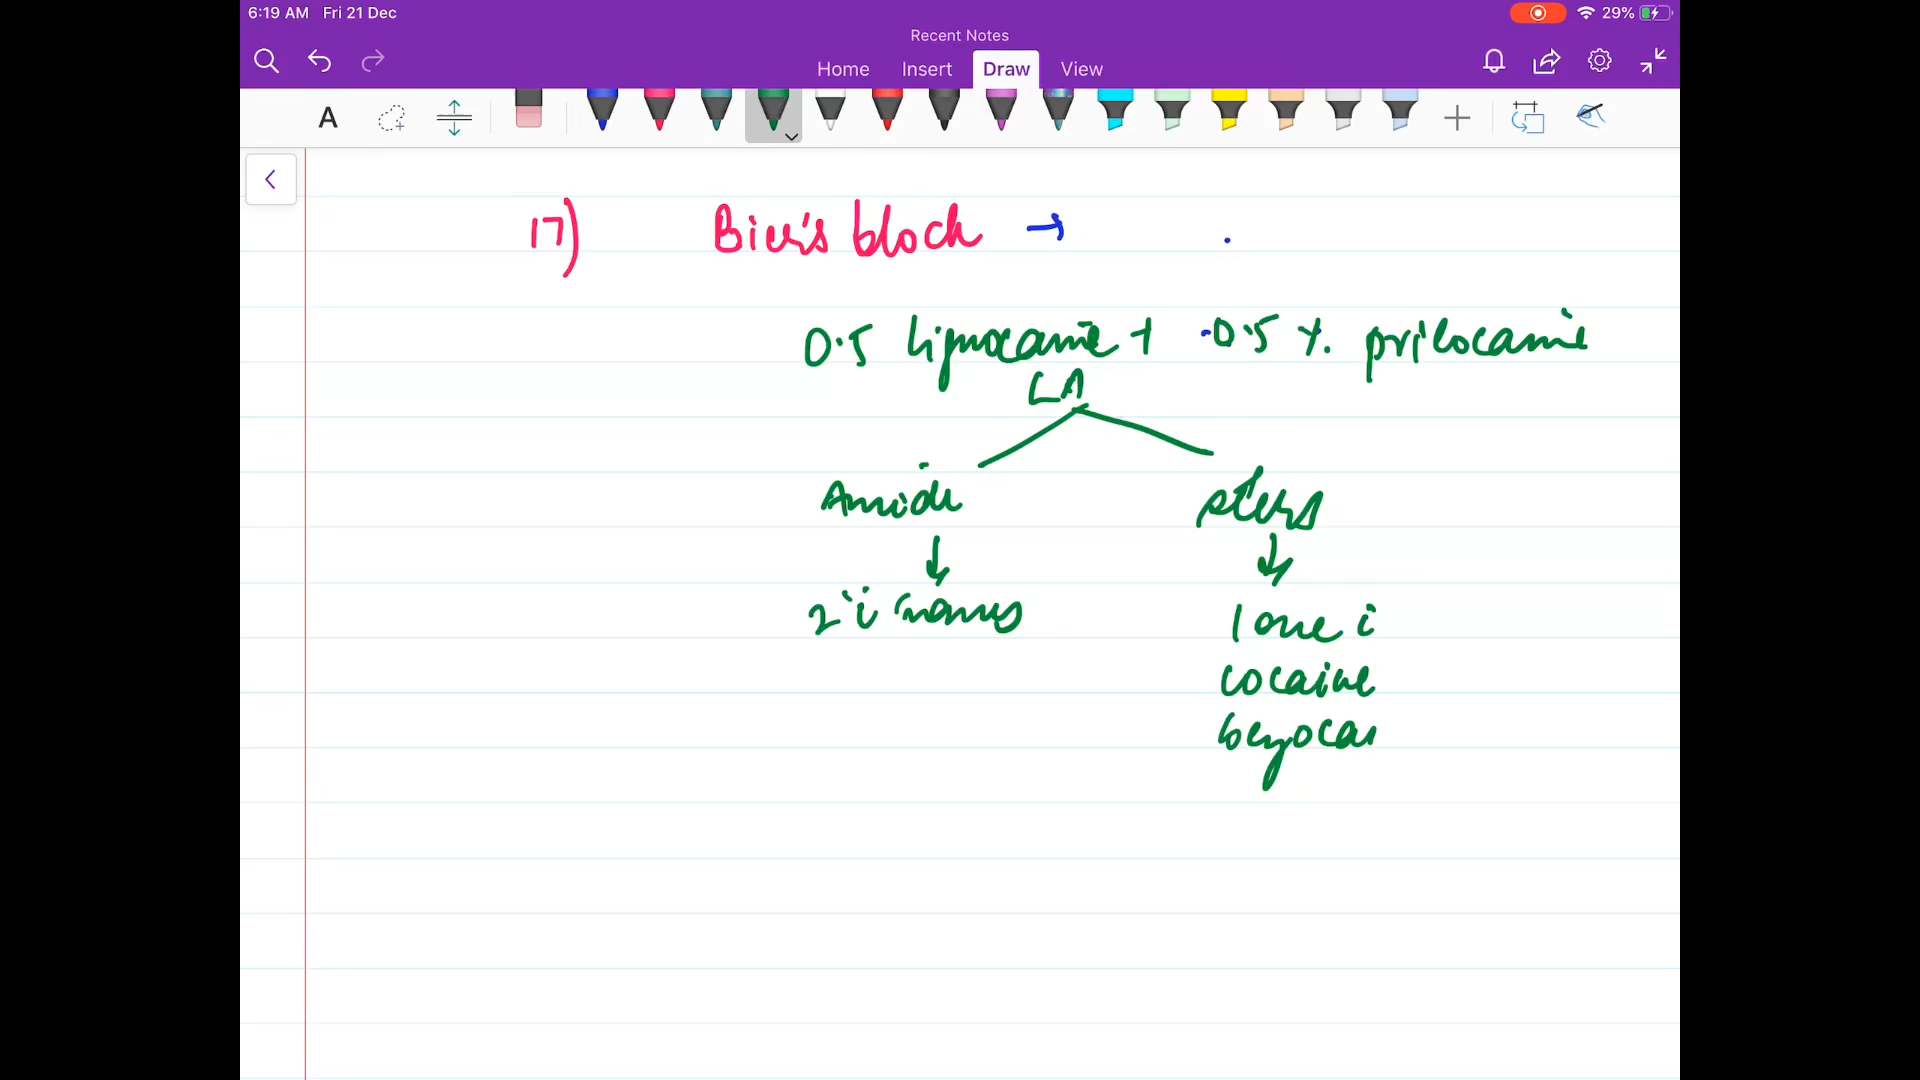 6:19 AM Fri 21 Dec
29%
Recent Notes
Home Insert Draw View
A
17) Bier's block →
0.5 lignocaine + 0.5 %. prilocaine
LA
Amide esters
↓ ↓
2 'i' names 1 one i
cocaine